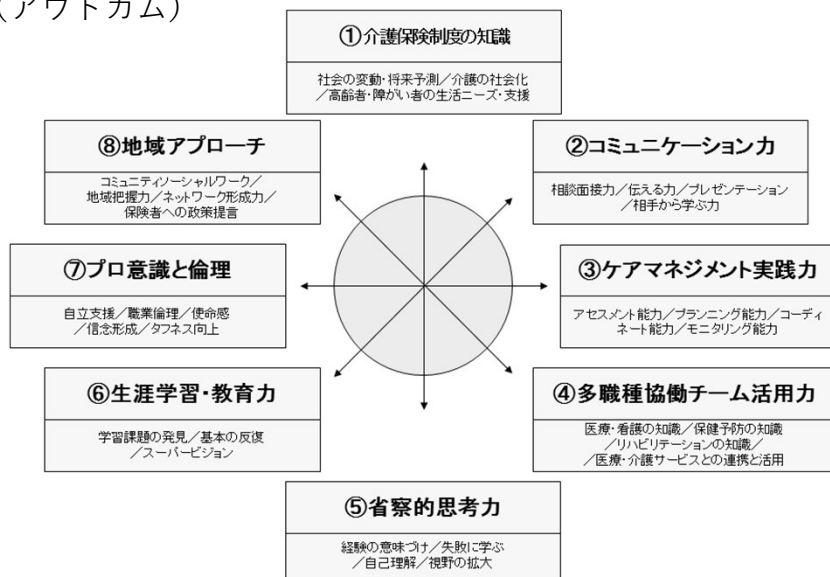 （アウトカム）
①介護保険制度の知識
社会の変動・将来予測／介護の社会化
／高齢者・障がい者の生活ニーズ・支援
②コミュニケーション力
相談面接力／伝える力／プレゼンテーション
／相手から学ぶ力
③ケアマネジメント実践力
アセスメント能力／プランニング能力／コーディ
ネート能力／モニタリング能力
④多職種協働チーム活用力
医療・看護の知識／保健予防の知識
／リハビリテーションの知識／
／医療・介護サービスとの連携と活用
⑤省察的思考力
経験の意味づけ／失敗に学ぶ
／自己理解／視野の拡大
⑥生涯学習・教育力
学習課題の発見／基本の反復
／スーパービジョン
⑦プロ意識と倫理
自立支援／職業倫理／使命感
／信念形成／タフネス向上
⑧地域アプローチ
コミュニティソーシャルワーク／
地域把握力／ネットワーク形成力／
保険者への政策提言